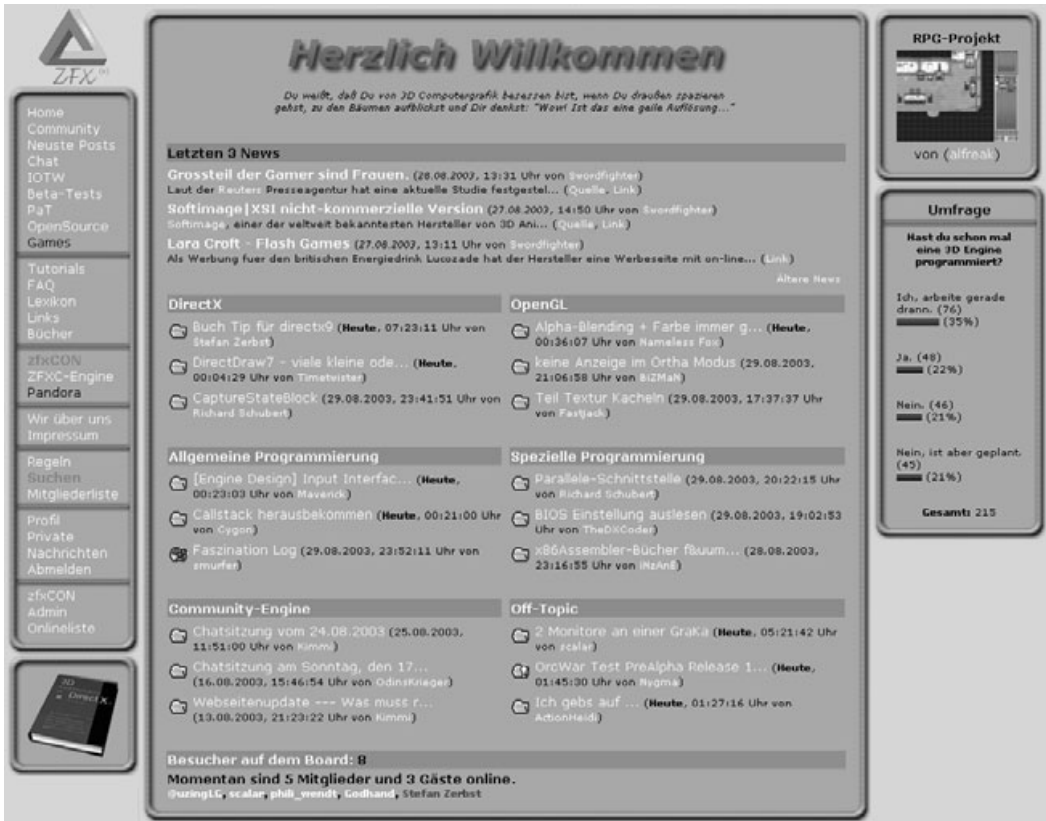 ZFX
Home
Community
Neuste Posts
Chat
IOTW
Beta-Tests
PaT
OpenSource
Games
Tutorials
FAQ
Lexikon
Links
Bücher
zfxCON
ZFXC-Engine
Pandora
Wir über uns
Impressum
Regeln
Suchen
Mitgliederliste
Profil
Private
Nachrichten
Abmelden
zfxCON
Admin
Onlineliste
3D
DirectX
Herzlich Willkommen
Du weißt, daß Du von 3D Computergrafik besessen bist, wenn Du draußen spazieren
gehst, zu den Bäumen aufblickst und Dir denkst: "Wow! Ist das eine geile Auflösung..."
Letzten 3 News
Grossteil der Gamer sind Frauen. (28.08.2003, 13:31 Uhr von Swordfighter)
Laut der Reuters Presseagentur hat eine aktuelle Studie festgestel... (Quelle, Link)
Softimage|XSI nicht-kommerzielle Version (27.08.2003, 14:50 Uhr von Swordfighter)
Softimage, einer der weltweit bekanntesten Hersteller von 3D Ani... (Quelle, Link)
Lara Croft - Flash Games (27.08.2003, 13:11 Uhr von Swordfighter)
Als Werbung fuer den britischen Energiedrink Lucozade hat der Hersteller eine Werbeseite mit on-line... (Link)
Ältere News
DirectX
Buch Tip für directx9 (Heute, 07:23:11 Uhr von
Stefan Zerbst)
DirectDraw7 - viele kleine ode... (Heute,
00:04:29 Uhr von Timetwister)
CaptureStateBlock (29.08.2003, 23:41:51 Uhr von
Richard Schubert)
OpenGL
Alpha-Blending + Farbe immer g... (Heute,
00:36:07 Uhr von Nameless Fox)
keine Anzeige im Ortha Modus (29.08.2003,
21:06:58 Uhr von BiZMaN)
Teil Textur Kacheln (29.08.2003, 17:37:37 Uhr
von Fastjack)
Allgemeine Programmierung
[Engine Design] Input Interfac... (Heute,
00:23:03 Uhr von Maverick)
Callstack herausbekommen (Heute, 00:21:00 Uhr
von Cygon)
Faszination Log (29.08.2003, 23:52:11 Uhr von
smurfer)
Spezielle Programmierung
Parallele-Schnittstelle (29.08.2003, 20:22:15 Uhr
von Richard Schubert)
BIOS Einstellung auslesen (29.08.2003, 19:02:53
Uhr von TheDXCoder)
x86Assembler-Bücher f&uum... (28.08.2003,
23:16:55 Uhr von iNzAnE)
Community-Engine
Chatsitzung vom 24.08.2003 (25.08.2003,
11:51:00 Uhr von Kimmi)
Chatsitzung am Sonntag, den 17...
(16.08.2003, 15:46:54 Uhr von OdinsKrieger)
Webseitenupdate --- Was muss r...
(13.08.2003, 21:23:22 Uhr von Kimmi)
Off-Topic
2 Monitore an einer GraKa (Heute, 05:21:42 Uhr
von scalar)
OrcWar Test PreAlpha Release 1... (Heute,
01:45:30 Uhr von Nygma)
Ich gebs auf ... (Heute, 01:27:16 Uhr von
ActionHeidi)
Besucher auf dem Board: 8
Momentan sind 5 Mitglieder und 3 Gäste online.
@uzingLG, scalar, phili_wendt, Godhand, Stefan Zerbst
RPG-Projekt
von (alfreak)
Umfrage
Hast du schon mal
eine 3D Engine
programmiert?
Ich, arbeite gerade
drann. (76)
(35%)
Ja. (48)
(22%)
Nein. (46)
(21%)
Nein, ist aber geplant.
(45)
(21%)
Gesamt: 215